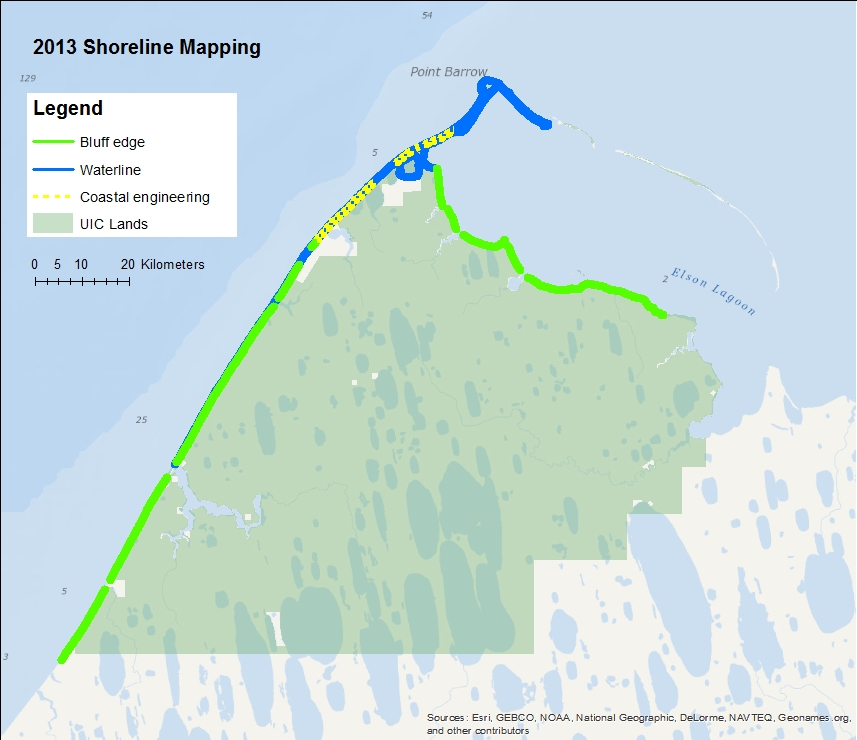 54
2013 Shoreline Mapping
129
Point Barrow
Legend
Bluff edge
Waterline
Coastal engineering
UIC Lands
5
0 5 10 20 Kilometers
2
Elson Lagoon
25
5
3
Sources: Esri, GEBCO, NOAA, National Geographic, DeLorme, NAVTEQ, Geonames.org,
and other contributors